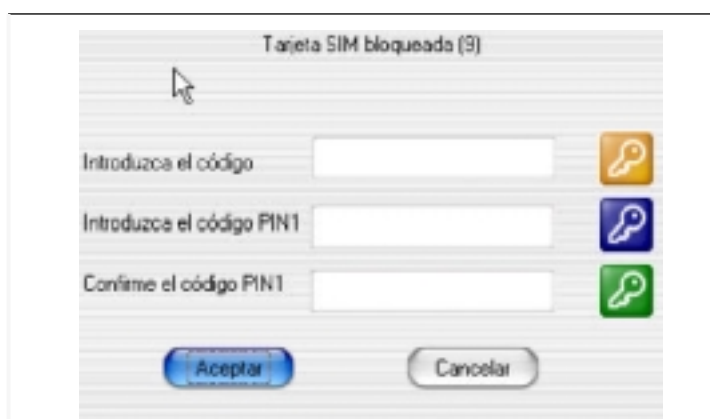 Tarjeta SIM bloqueada (9)
Introduzca el código
Introduzca el código PIN1
Confirme el código PIN1
Aceptar
Cancelar